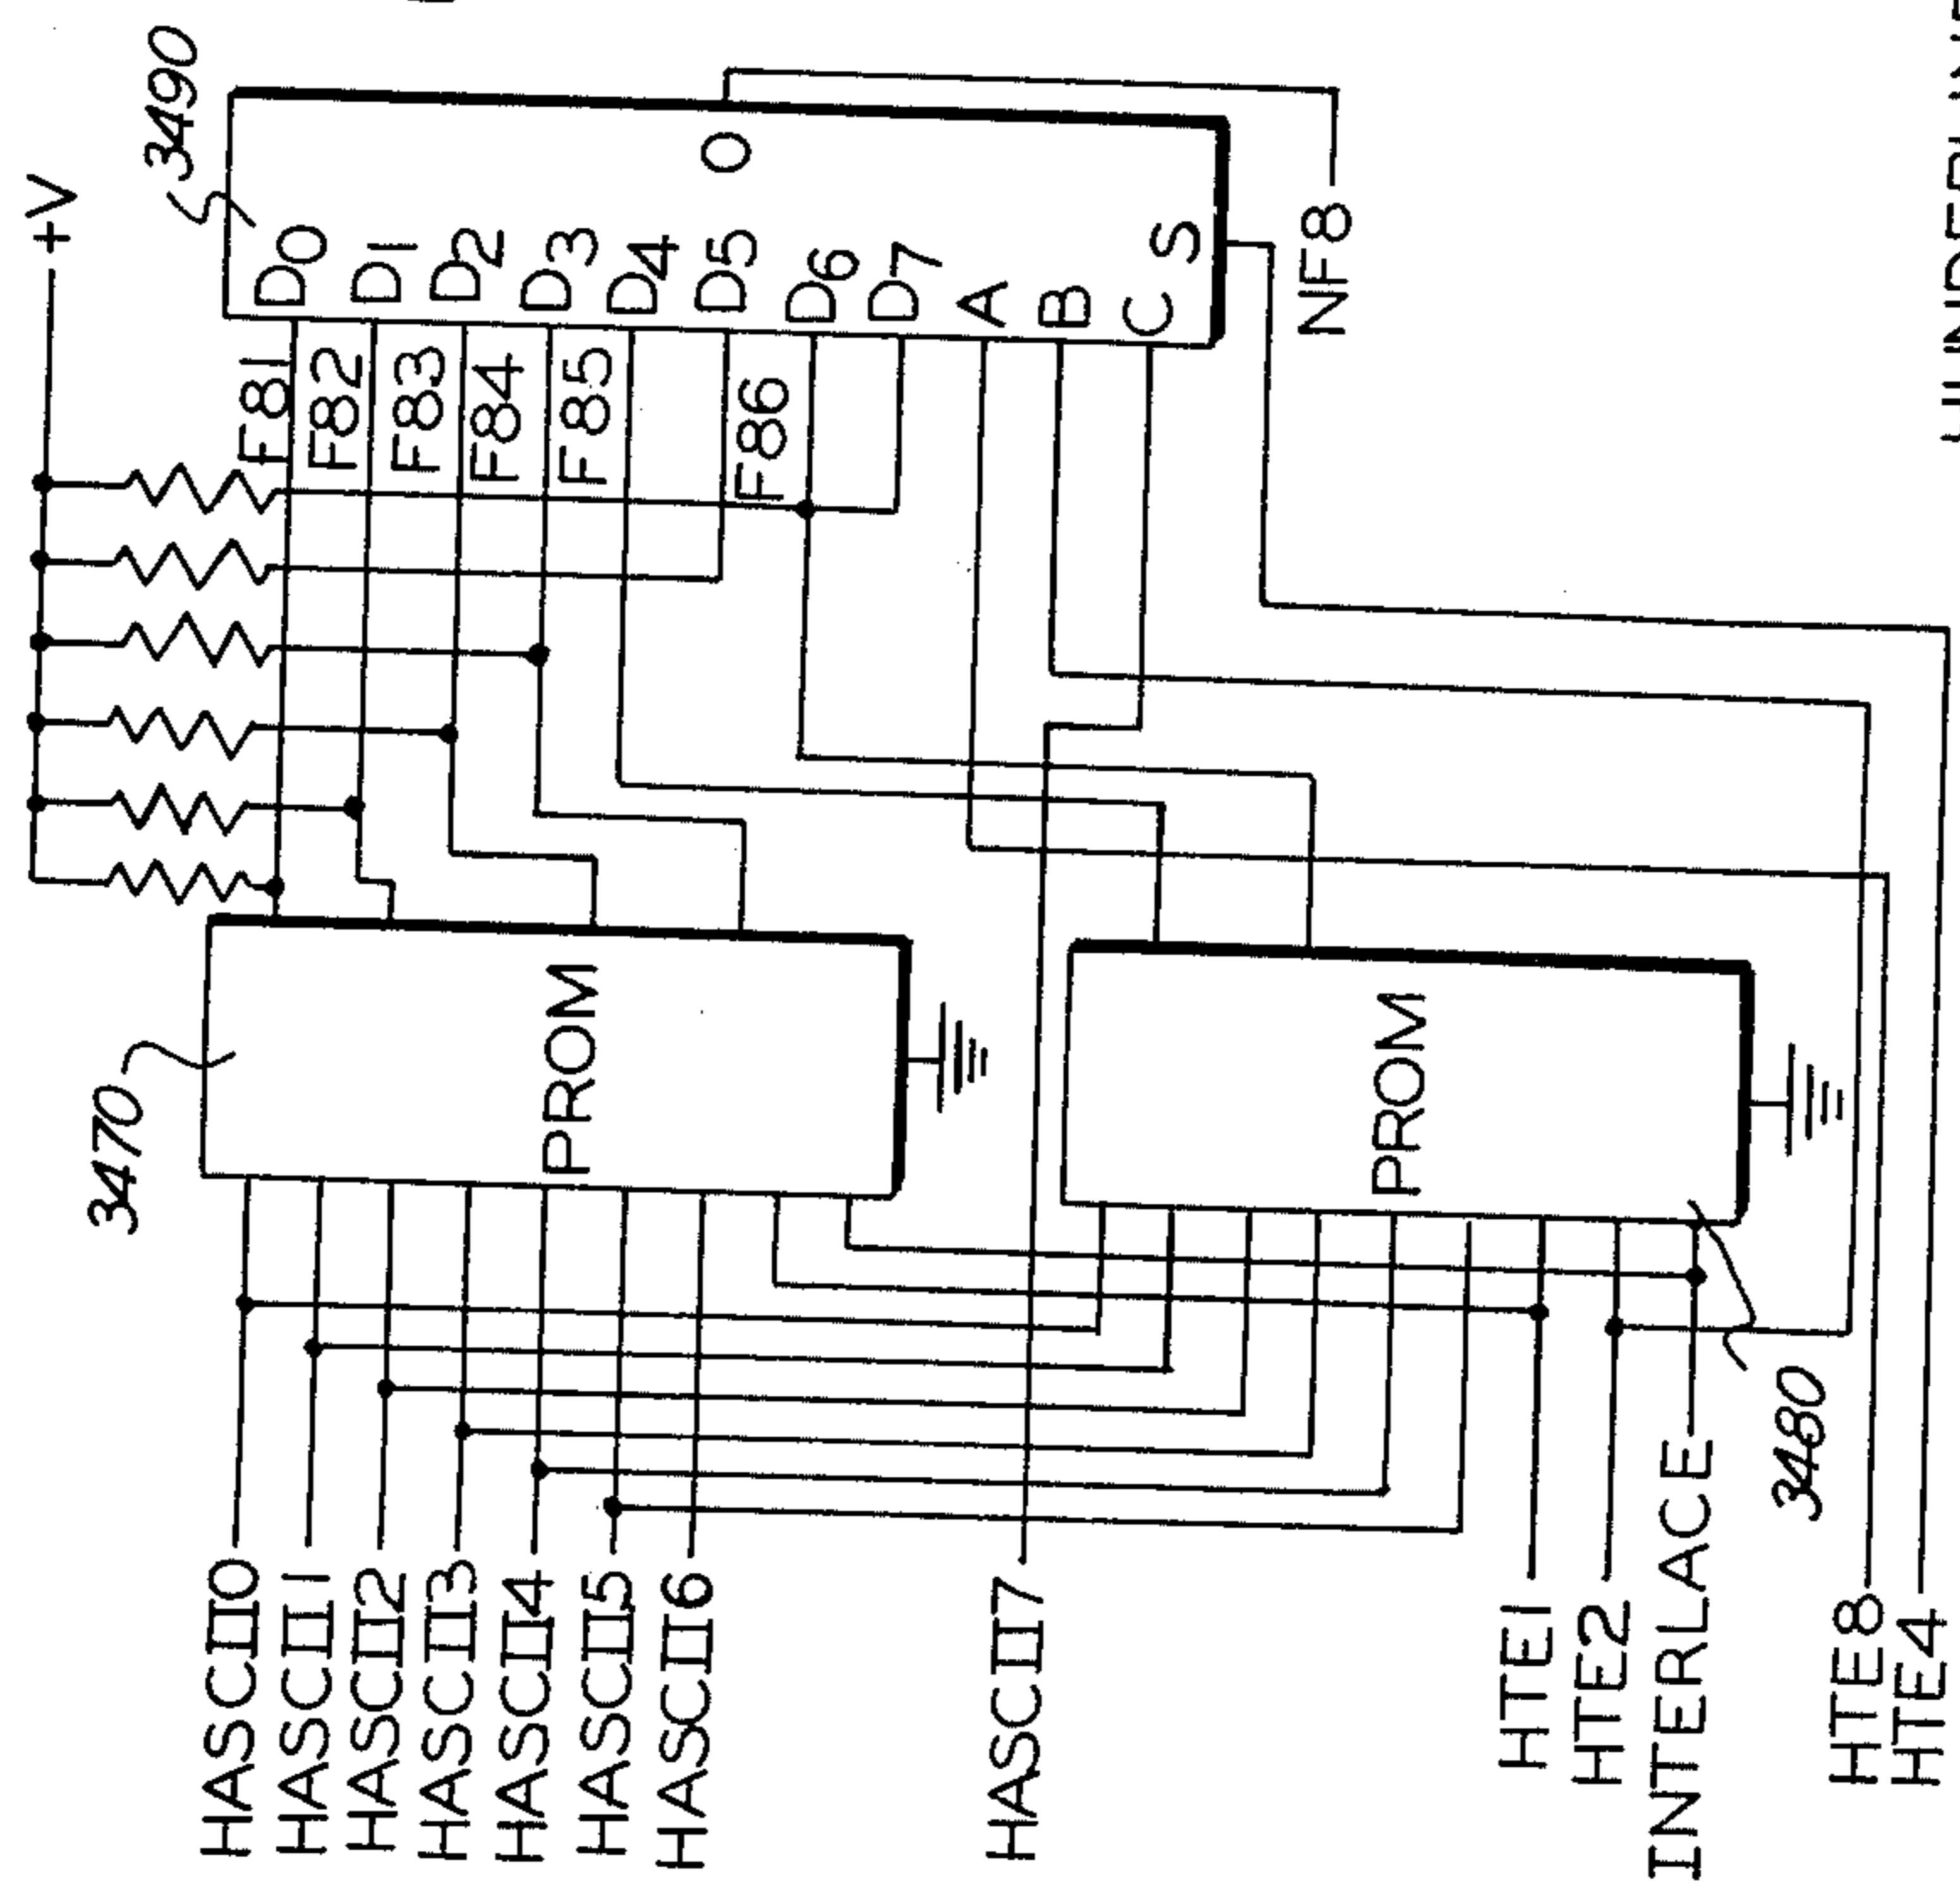 3490
+V
D0
D1
D2
D3
D4
D5
D6
D7
A
B
C
S
O
F81
F82
F83
F84
F85
F86
NF8
3470
PROM
PROM
3480
HASCII0
HASCII1
HASCII2
HASCII3
HASCII4
HASCII5
HASCII6
HASCII7
HTE1
HTE2
INTERLACE
HTE8
HTE4